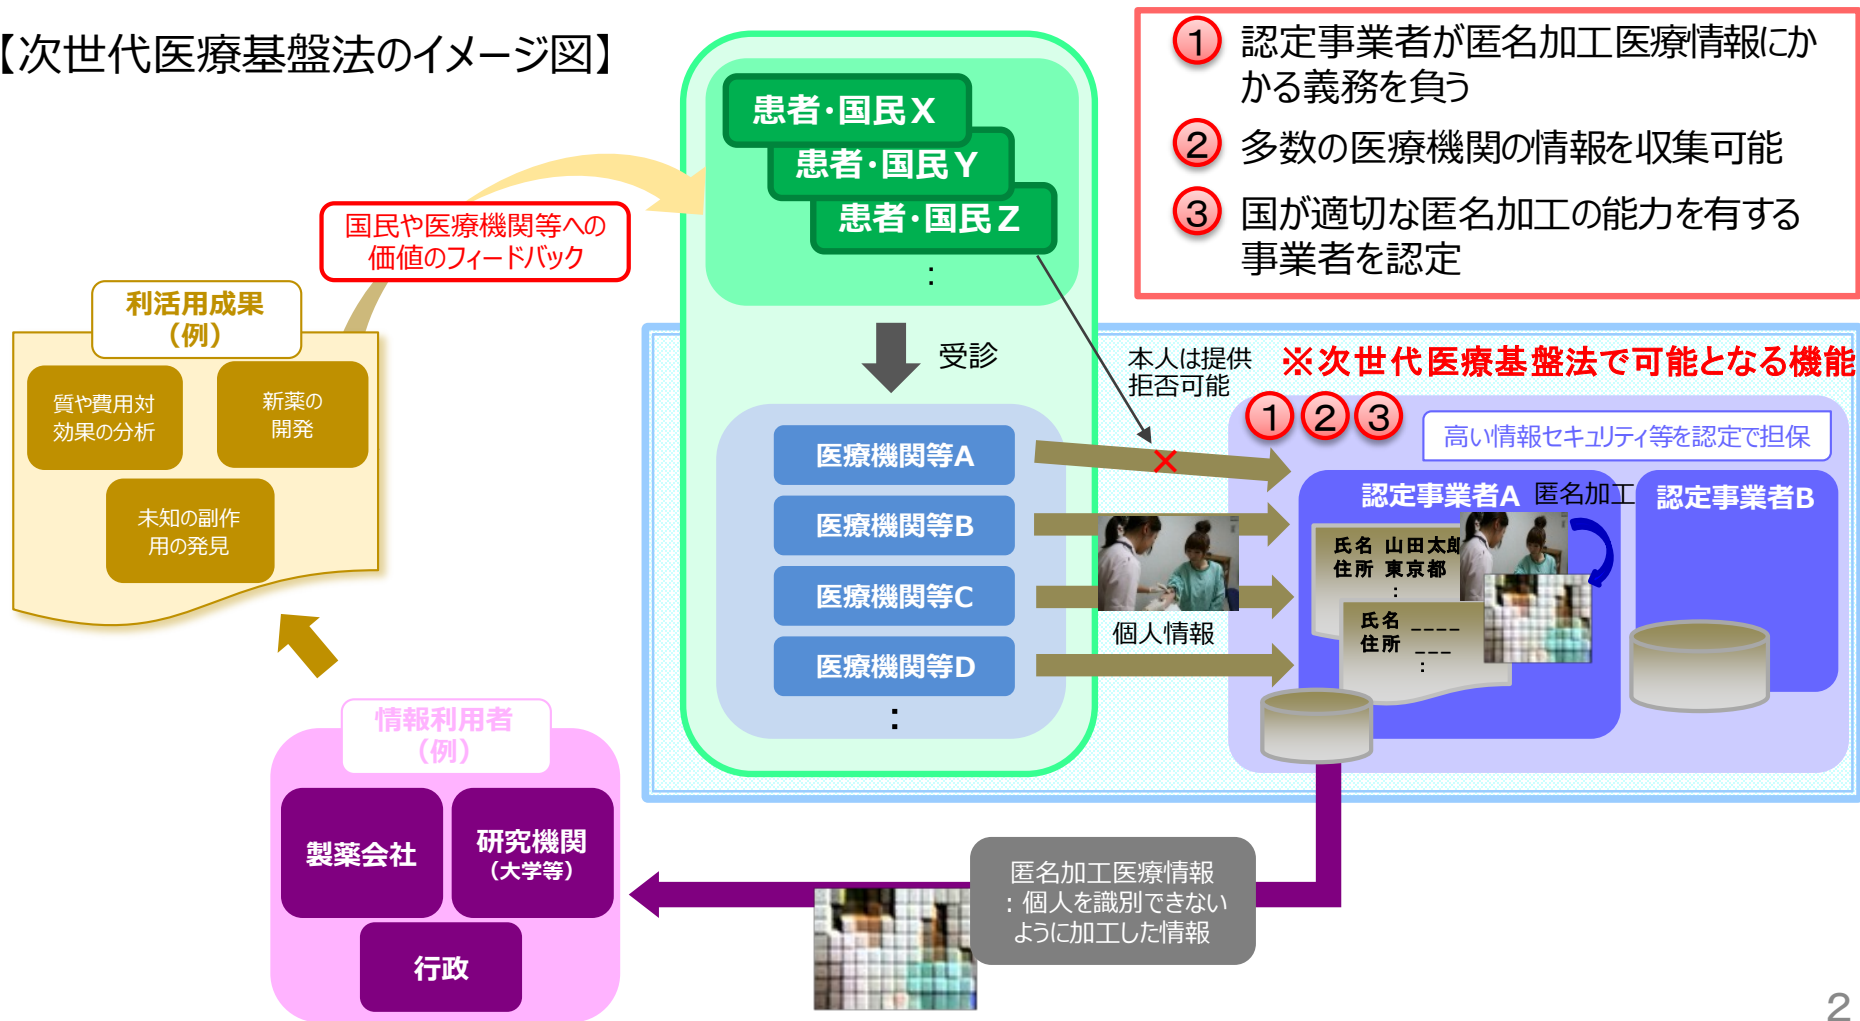 【次世代医療基盤法のイメージ図】
① 認定事業者が匿名加工医療情報にか
かる義務を負う
② 多数の医療機関の情報を収集可能
③ 国が適切な匿名加工の能力を有する
事業者を認定
患者・国民X
患者・国民Y
患者・国民Z
：
国民や医療機関等への
価値のフィードバック
利活用成果
（例）
質や費用対
効果の分析
新薬の
開発
未知の副作
用の発見
受診
本人は提供
拒否可能
※次世代医療基盤法で可能となる機能
① ② ③
高い情報セキュリティ等を認定で担保
医療機関等A
医療機関等B
医療機関等C
医療機関等D
：
個人情報
認定事業者A
匿名加工
認定事業者B
氏名 山田太郎
住所 東京都
：
氏名 ____
住所 ___
：
情報利用者
（例）
製薬会社
研究機関
（大学等）
行政
匿名加工医療情報
：個人を識別できない
ように加工した情報
2